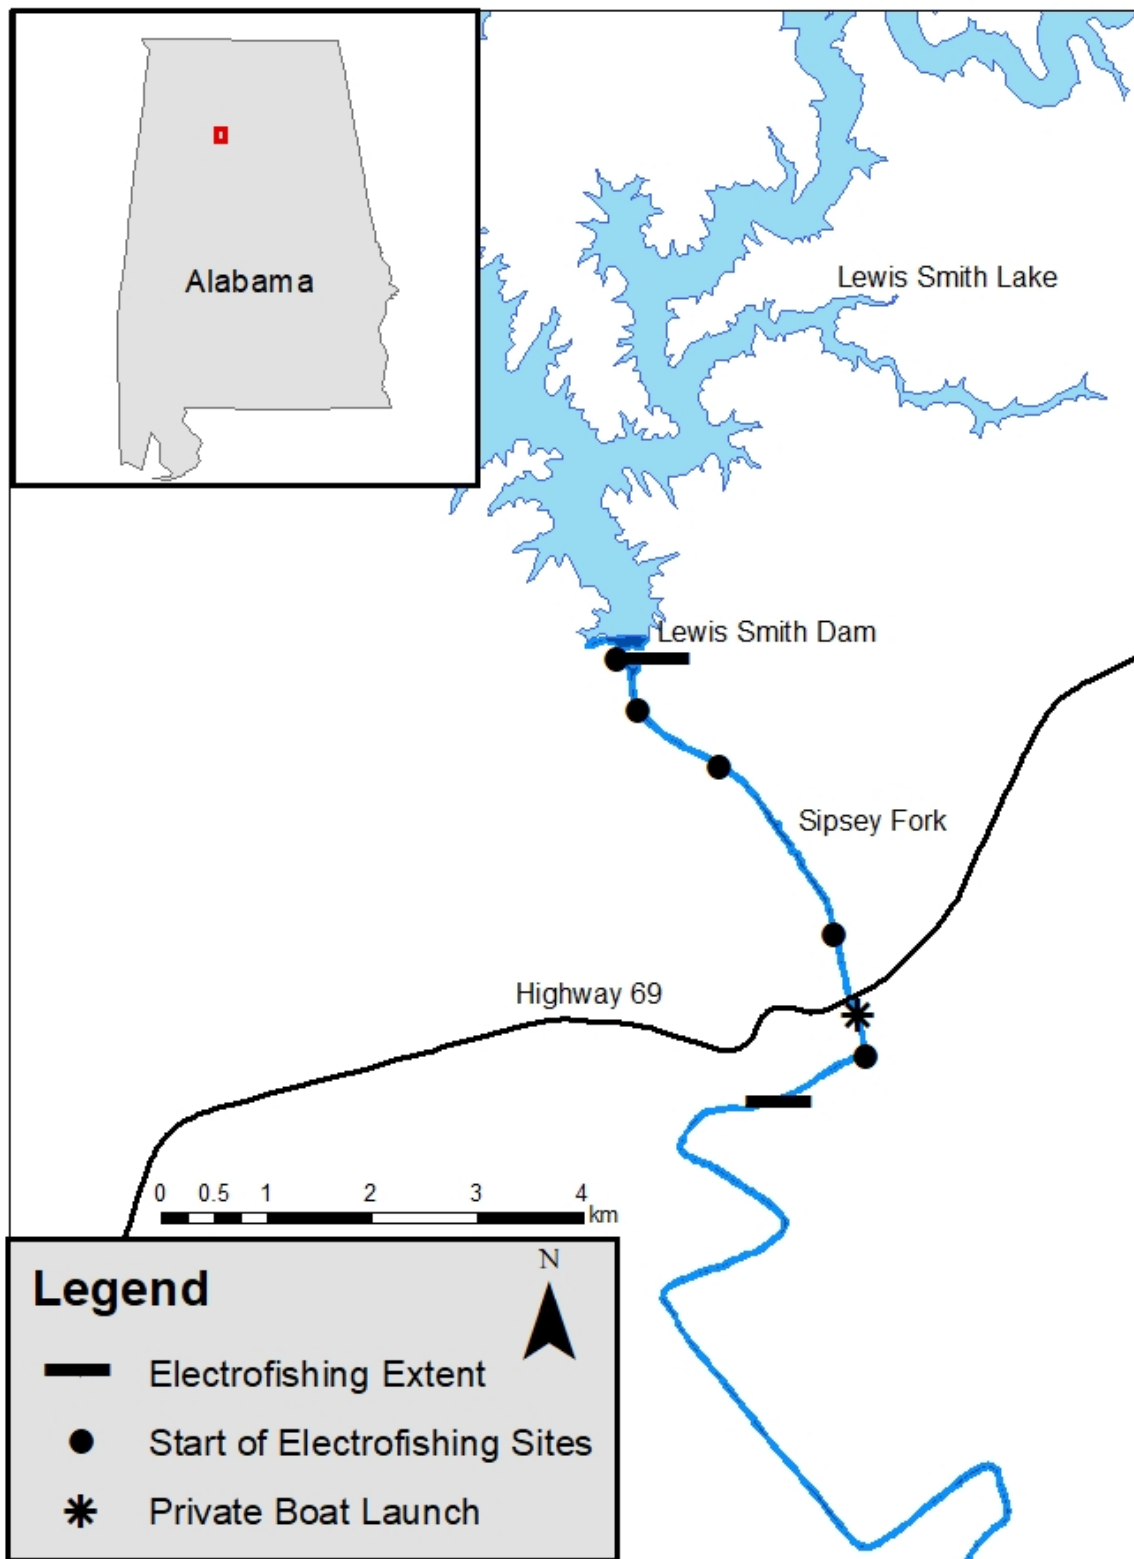 Alabama
Lewis Smith Lake
Lewis Smith Dam
Sipsey Fork
Highway 69
0 0.5 1 2 3 4
km
N
Legend
Electrofishing Extent
Start of Electrofishing Sites
Private Boat Launch